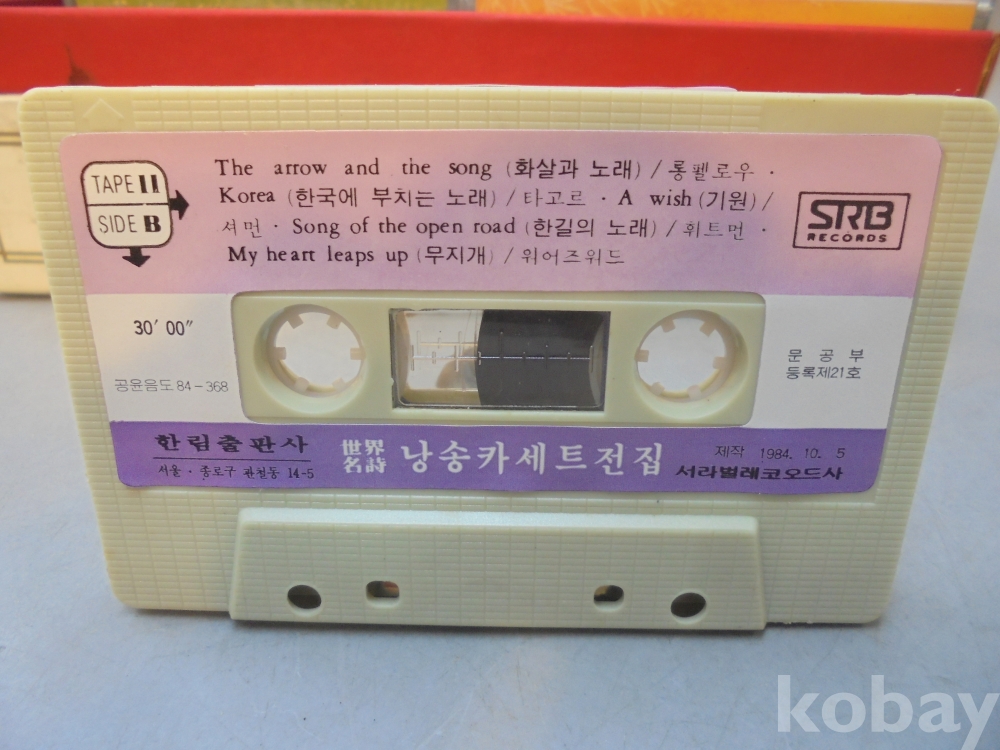 TAPE 11
SIDE B
The arrow and the song (화살과 노래) / 롱펠로우 ·
Korea (한국에 부치는 노래) / 타고르 · A wish (기원) /
셔먼 · Song of the open road (한길의 노래) / 휘트먼 ·
My heart leaps up (무지개) / 워어즈워드
SRB
RECORDS
30′ 00″
공윤음도 84-368
문 공 부
등록제21호
한림출판사
서울 · 종로구 관철동 14-5
世界
名詩
낭송카세트전집
제작 1984. 10. 5
서라벌레코오드사
kobay